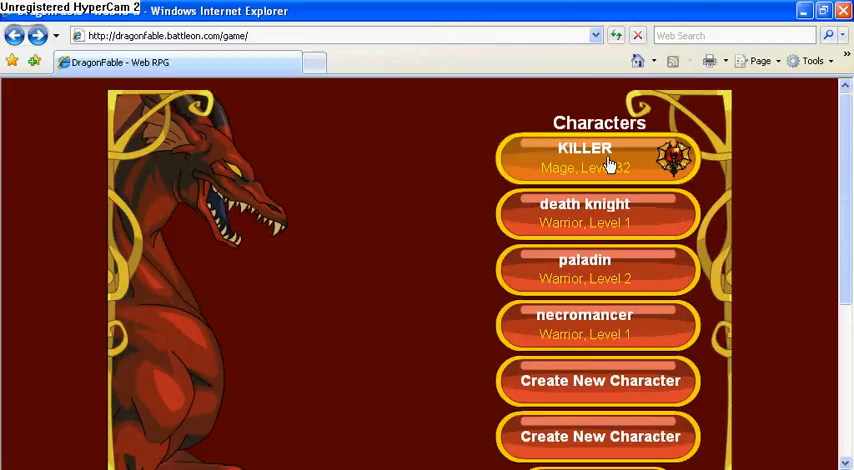 Unregistered HyperCam 2
- Windows Internet Explorer
http://dragonfable.battleon.com/game/
Web Search
DragonFable - Web RPG
Page
Tools
Characters
KILLER
Mage, Level 32
death knight
Warrior, Level 1
paladin
Warrior, Level 2
necromancer
Warrior, Level 1
Create New Character
Create New Character